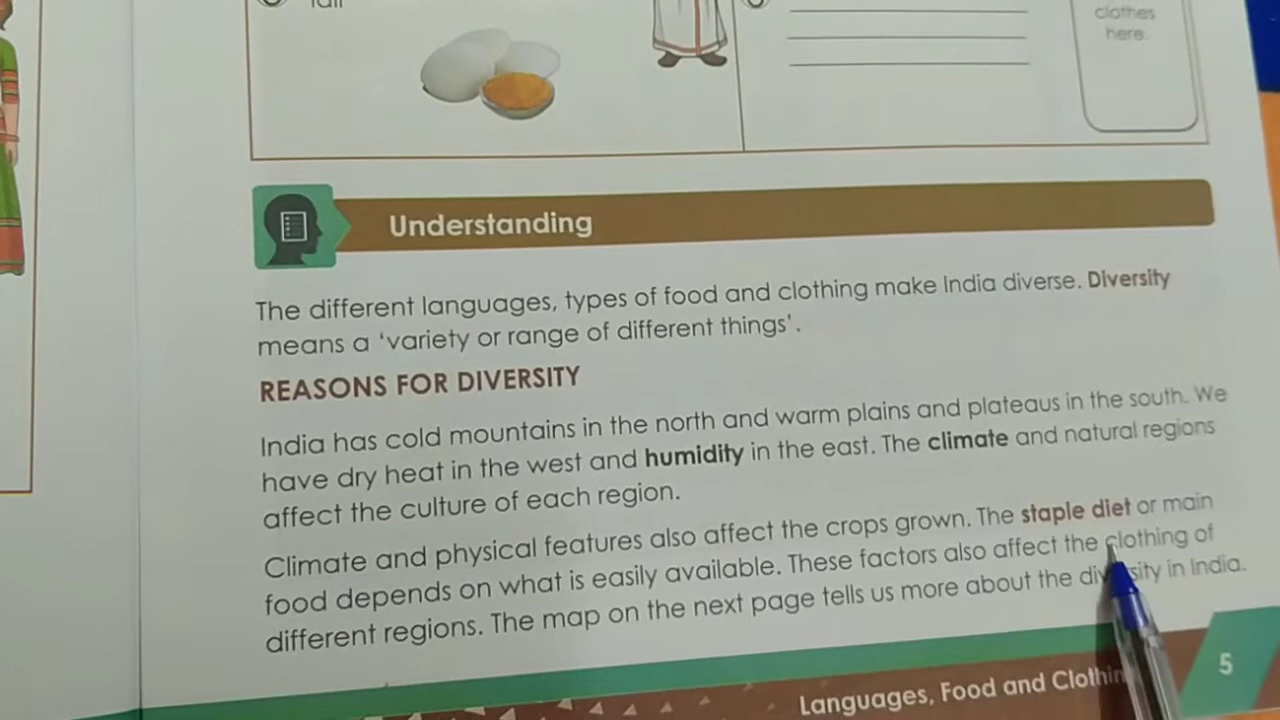 clothes
here.
Understanding
The different languages, types of food and clothing make India diverse. Diversity
means a ‘variety or range of different things’.
REASONS FOR DIVERSITY
India has cold mountains in the north and warm plains and plateaus in the south. We
have dry heat in the west and humidity in the east. The climate and natural regions
affect the culture of each region.
Climate and physical features also affect the crops grown. The staple diet or main
food depends on what is easily available. These factors also affect the clothing of
different regions. The map on the next page tells us more about the diversity in India.
Languages, Food and Clothing
5